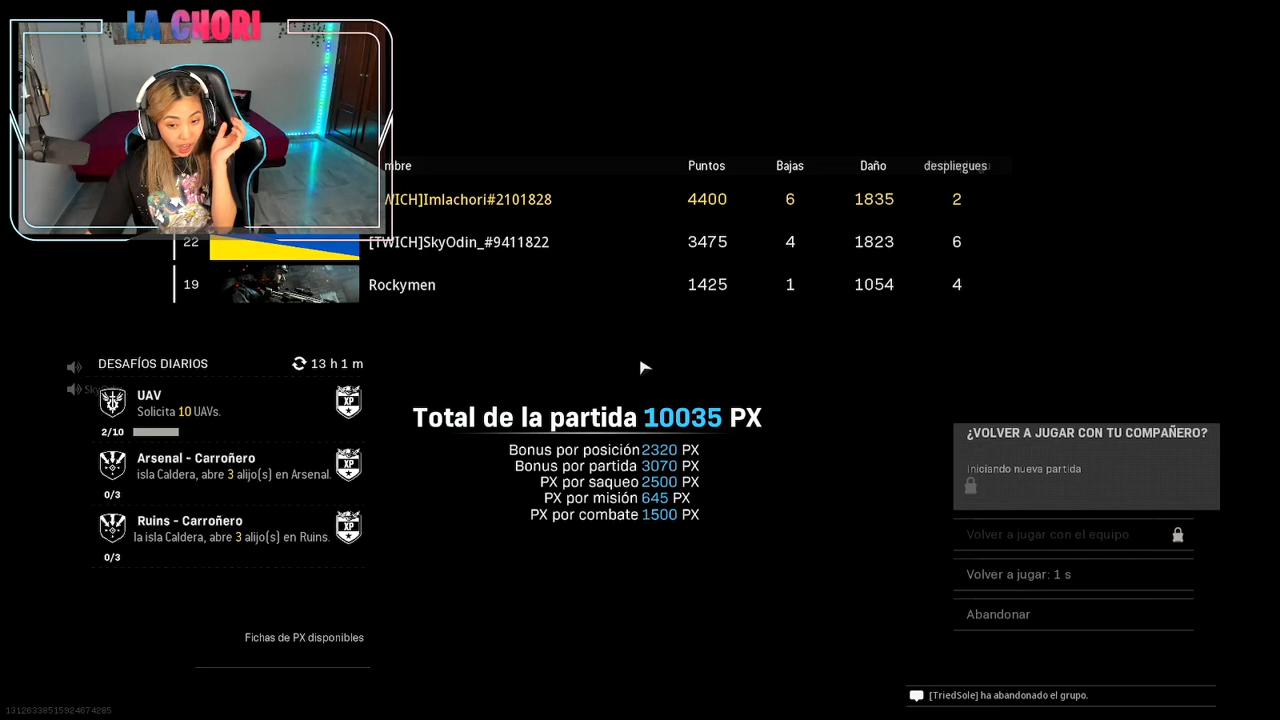 LA CHORI
mbre Puntos Bajas Daño despliegues
WICH]Imlachori#2101828 4400 6 1835 2
22 [TWICH]SkyOdin_#9411822 3475 4 1823 6
19 Rockymen 1425 1 1054 4
DESAFÍOS DIARIOS 13 h 1 m
UAV
Solicita 10 UAVs.
XP
2/10
Arsenal - Carroñero
isla Caldera, abre 3 alijo(s) en Arsenal.
XP
0/3
Ruins - Carroñero
la isla Caldera, abre 3 alijo(s) en Ruins.
XP
0/3
Fichas de PX disponibles
Total de la partida 10035 PX
Bonus por posición 2320 PX
Bonus por partida 3070 PX
PX por saqueo 2500 PX
PX por misión 645 PX
PX por combate 1500 PX
¿VOLVER A JUGAR CON TU COMPAÑERO?
Iniciando nueva partida
Volver a jugar con el equipo
Volver a jugar: 1 s
Abandonar
[TriedSole] ha abandonado el grupo.